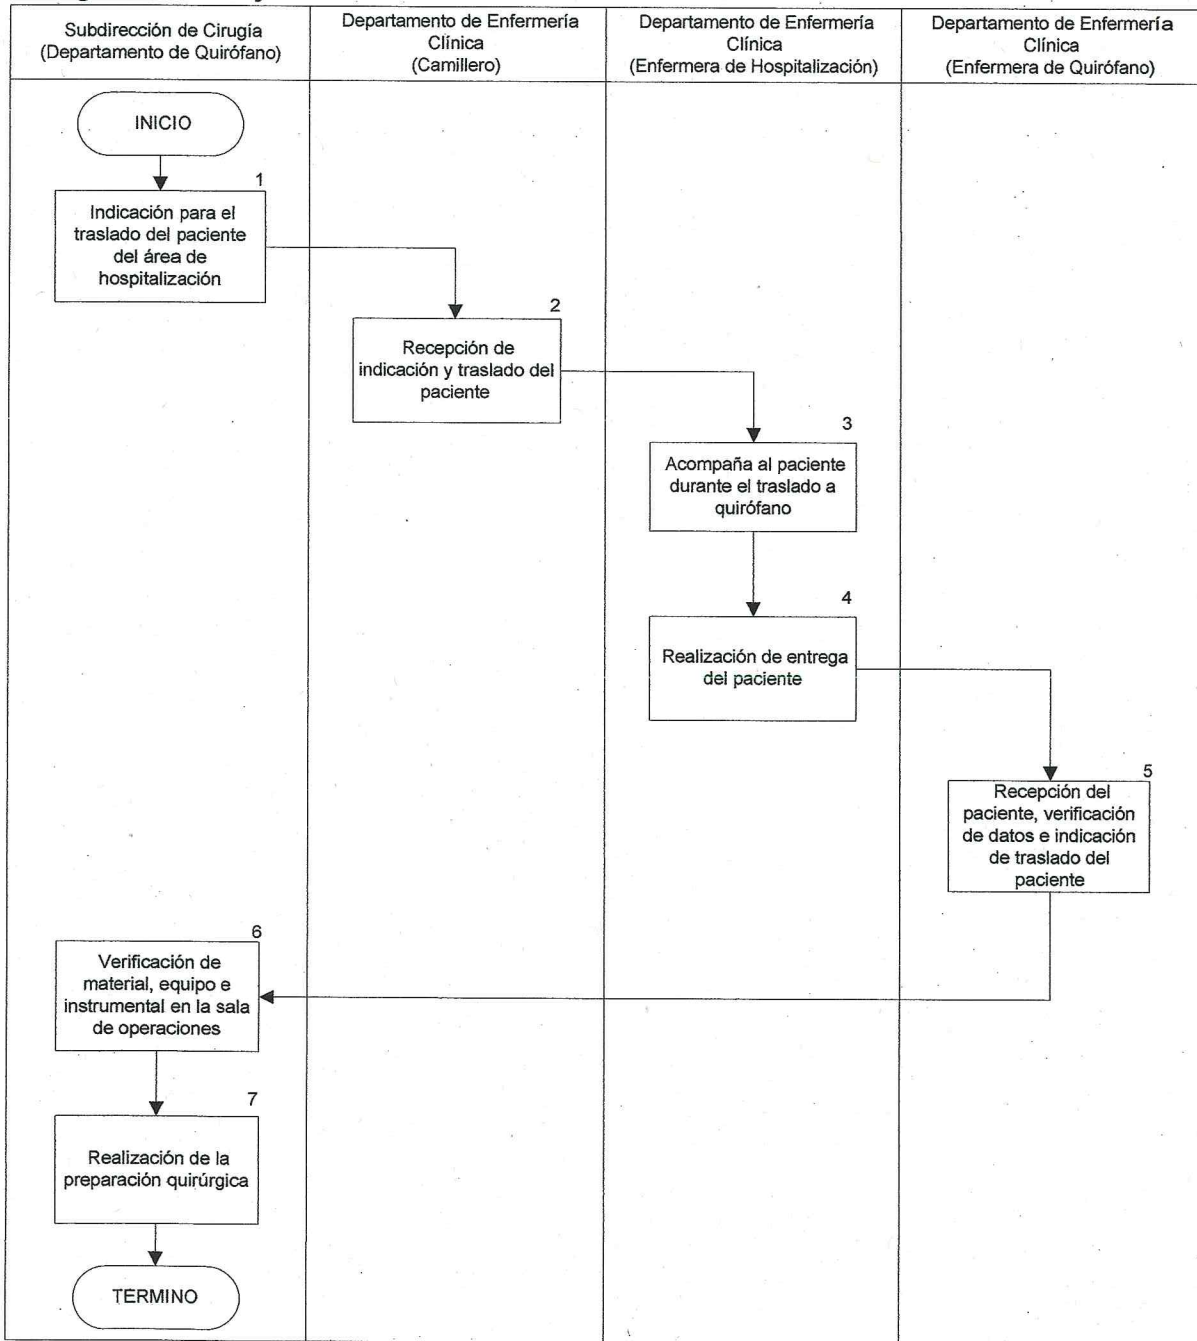 Subdirección de Cirugía
(Departamento de Quirófano)
Departamento de Enfermería
Clínica
(Camillero)
Departamento de Enfermería
Clínica
(Enfermera de Hospitalización)
Departamento de Enfermería
Clínica
(Enfermera de Quirófano)
INICIO
1
Indicación para el
traslado del paciente
del área de
hospitalización
2
Recepción de
indicación y traslado del
paciente
3
Acompaña al paciente
durante el traslado a
quirófano
4
Realización de entrega
del paciente
5
Recepción del
paciente, verificación
de datos e indicación
de traslado del
paciente
6
Verificación de
material, equipo e
instrumental en la sala
de operaciones
7
Realización de la
preparación quirúrgica
TERMINO